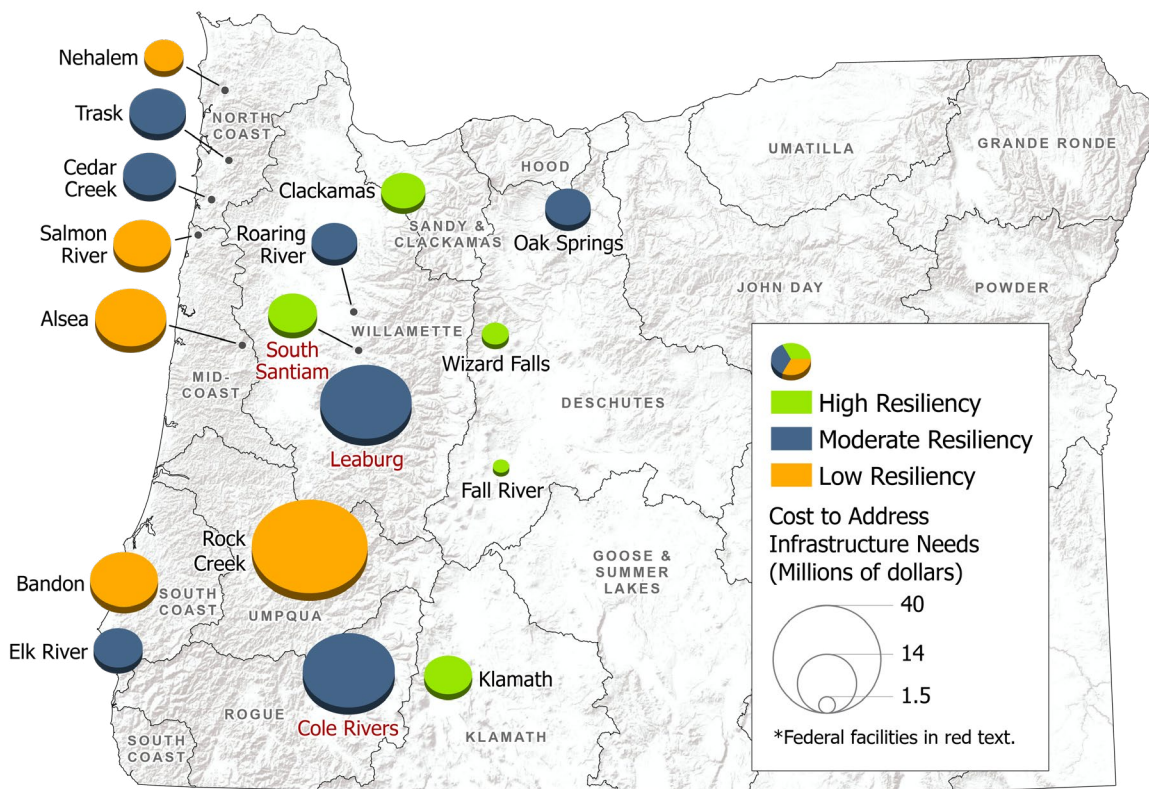 Nehalem
Trask
NORTH
COAST
Cedar
Creek
Salmon
River
Alsea
MID-
COAST
Clackamas
SANDY &
CLACKAMAS
HOOD
Oak Springs
UMATILLA
GRANDE RONDE
Roaring
River
WILLAMETTE
South
Santiam
Leaburg
Wizard Falls
DESCHUTES
Fall River
JOHN DAY
POWDER
Rock
Creek
Bandon
SOUTH
COAST
UMPQUA
Elk River
GOOSE &
SUMMER
LAKES
Klamath
ROGUE
Cole Rivers
KLAMATH
SOUTH
COAST
High Resiliency
Moderate Resiliency
Low Resiliency
Cost to Address
Infrastructure Needs
(Millions of dollars)
40
14
1.5
*Federal facilities in red text.